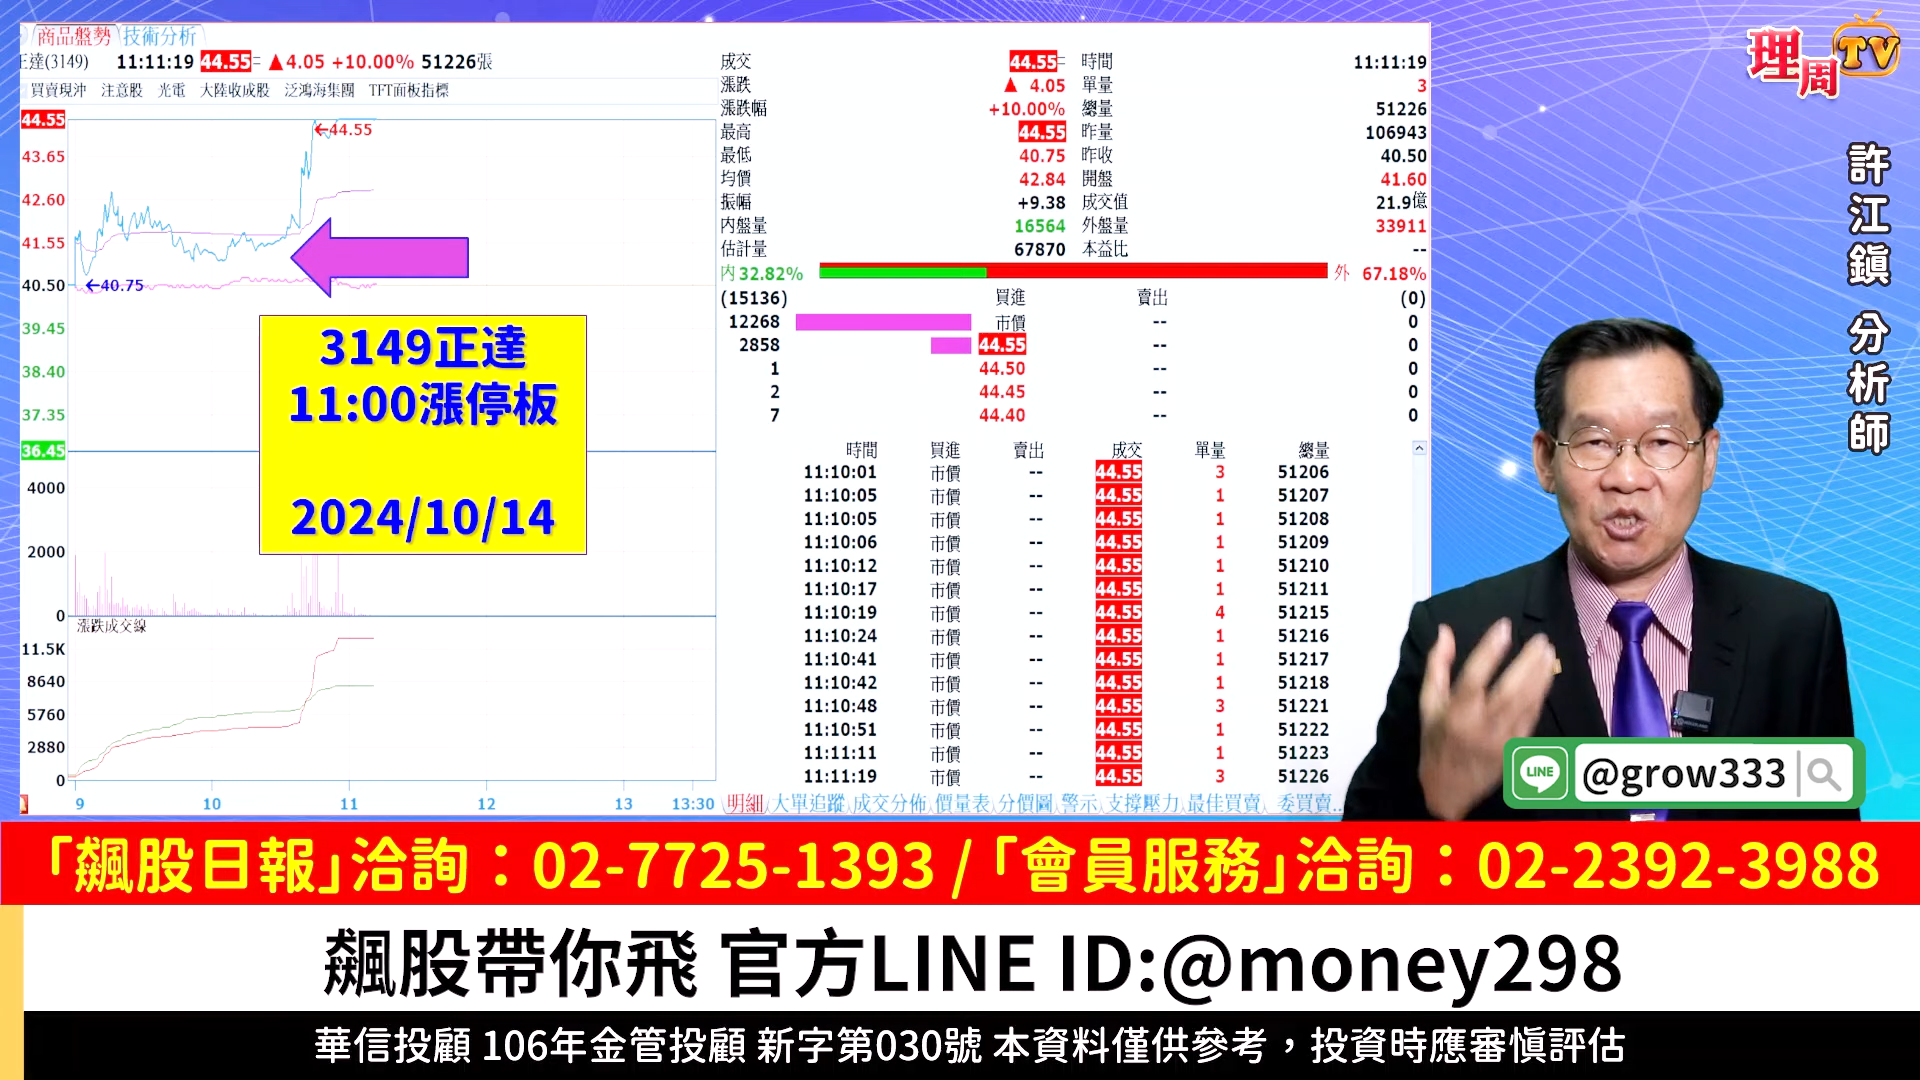 商品盤勢 技術分析
正達(3149) 11:11:19 44.55= ▲4.05 +10.00% 51226張
買賣現沖 注意股 光電 大陸收成股 泛鴻海集團 TFT面板指標
44.55
43.65
42.60
41.55
40.50
39.45
38.40
37.35
36.45
4000
2000
0
←44.55
←40.75
3149正達
11:00漲停板
2024/10/14
漲跌成交線
11.5K
8640
5760
2880
0
9 10 11 12 13 13:30
成交 44.55= 時間 11:11:19
漲跌 ▲ 4.05 單量 3
漲跌幅 +10.00% 總量 51226
最高 44.55 昨量 106943
最低 40.75 昨收 40.50
均價 42.84 開盤 41.60
振幅 +9.38 成交值 21.9億
內盤量 16564 外盤量 33911
估計量 67870 本益比 --
內 32.82% 外 67.18%
(15136) 買進 賣出 (0)
12268 市價 -- 0
2858 44.55 -- 0
1 44.50 -- 0
2 44.45 -- 0
7 44.40 -- 0
時間 買進 賣出 成交 單量 總量
11:10:01 市價 -- 44.55 3 51206
11:10:05 市價 -- 44.55 1 51207
11:10:05 市價 -- 44.55 1 51208
11:10:06 市價 -- 44.55 1 51209
11:10:12 市價 -- 44.55 1 51210
11:10:17 市價 -- 44.55 1 51211
11:10:19 市價 -- 44.55 4 51215
11:10:24 市價 -- 44.55 1 51216
11:10:41 市價 -- 44.55 1 51217
11:10:42 市價 -- 44.55 1 51218
11:10:48 市價 -- 44.55 3 51221
11:10:51 市價 -- 44.55 1 51222
11:11:11 市價 -- 44.55 1 51223
11:11:19 市價 -- 44.55 3 51226
明細 大單追蹤 成交分佈 價量表 分價圖 警示 支撐壓力 最佳買賣 委買賣...
理周TV
許江鎮 分析師
LINE @grow333
「飆股日報」洽詢：02-7725-1393 /「會員服務」洽詢：02-2392-3988
飆股帶你飛 官方LINE ID:@money298
華信投顧 106年金管投顧 新字第030號 本資料僅供參考，投資時應審慎評估